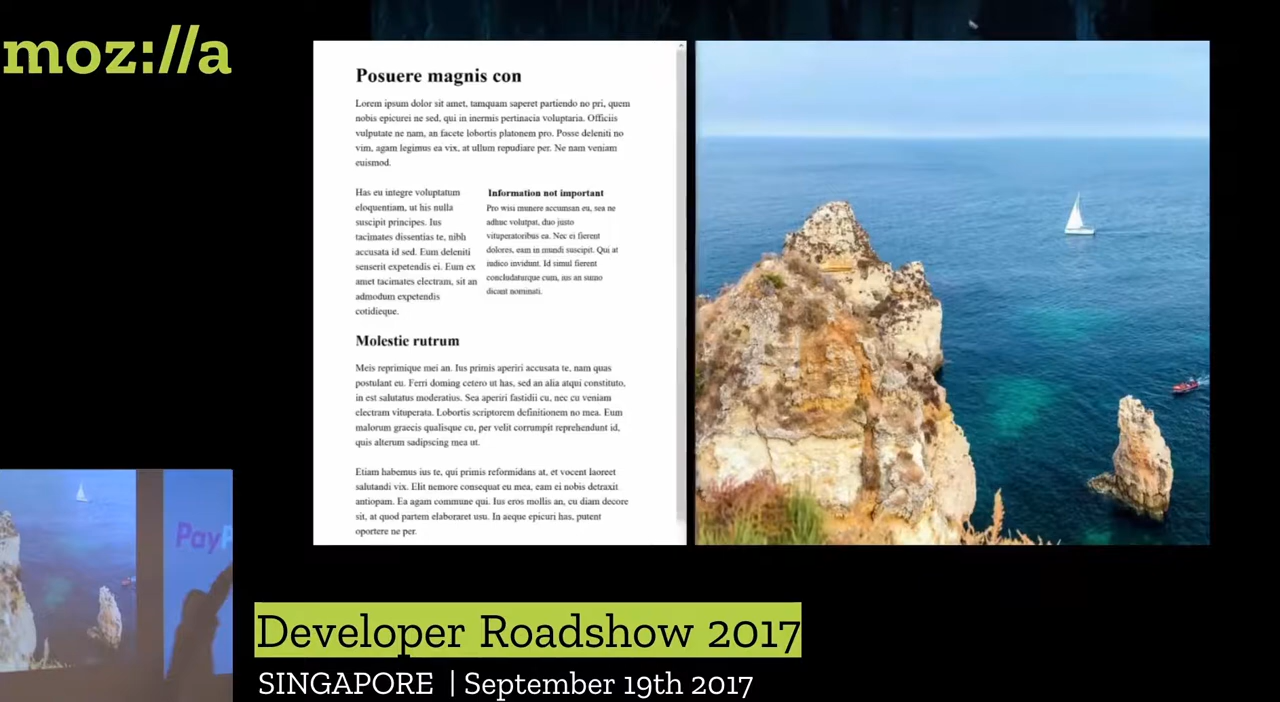 moz://a
Posuere magnis con
Lorem ipsum dolor sit amet, tamquam saperet partiendo no pri, quem
nobis epicurei ne sed, qui in inermis pertinacia voluptaria. Officiis
vulputate ne nam, an facete lobortis platonem pro. Posse deleniti no
vim, agam legimus ea vix, at ullum repudiare per. Ne nam veniam
euismod.
Has eu integre voluptatum
eloquentiam, ut his nulla
suscipit principes. Ius
tacimates dissentias te, nibh
accusata id sed. Eum deleniti
senserit expetendis ei. Eum ex
amet tacimates electram, sit an
admodum expetendis
cotidieque.
Information not important
Pro wisi munere accumsan eu, sea ne
adhuc volutpat, duo justo
vituperatoribus ea. Nec ei fierent
dolores, eam in mundi suscipit. Qui at
iudico invidunt. Id simul fierent
concludaturque cum, ius an sumo
dicant nominati.
Molestie rutrum
Meis reprimique mei an. Ius primis aperiri accusata te, nam quas
postulant eu. Ferri doming cetero ut has, sed an alia atqui constituto,
in est salutatus moderatius. Sea aperiri fastidii cu, nec cu veniam
electram vituperata. Lobortis scriptorem definitionem no mea. Eum
malorum graecis qualisque cu, per velit corrumpit reprehendunt id,
quis alterum sadipscing mea ut.
Etiam habemus ius te, qui primis reformidans at, et vocent laoreet
salutandi vix. Elit nemore consequat eu mea, eam ei nobis detraxit
antiopam. Ea agam commune qui. Ius eros mollis an, cu diam decore
sit, at quod partem elaboraret usu. In aeque epicuri has, putent
oportere ne per.
PayP
Developer Roadshow 2017
SINGAPORE | September 19th 2017